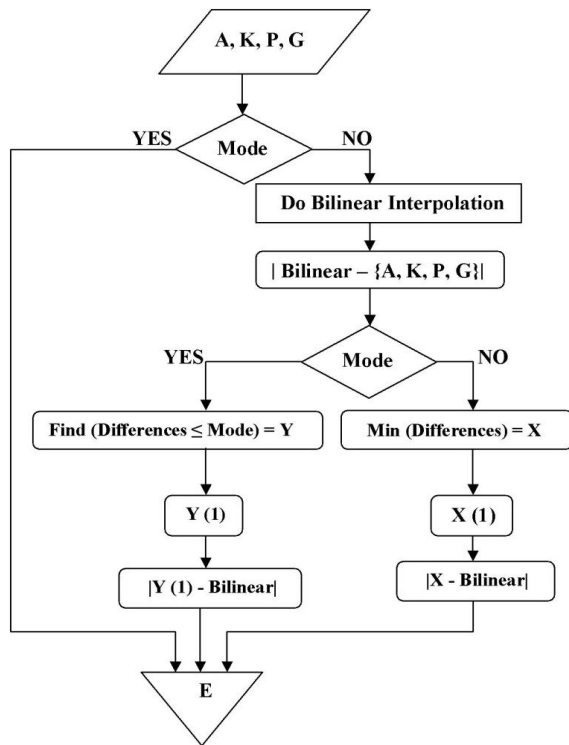 A, K, P, G
YES
NO
Mode
Do Bilinear Interpolation
| Bilinear – {A, K, P, G}|
YES
NO
Mode
Find (Differences ≤ Mode) = Y
Min (Differences) = X
Y (1)
X (1)
|Y (1) - Bilinear|
|X - Bilinear|
E